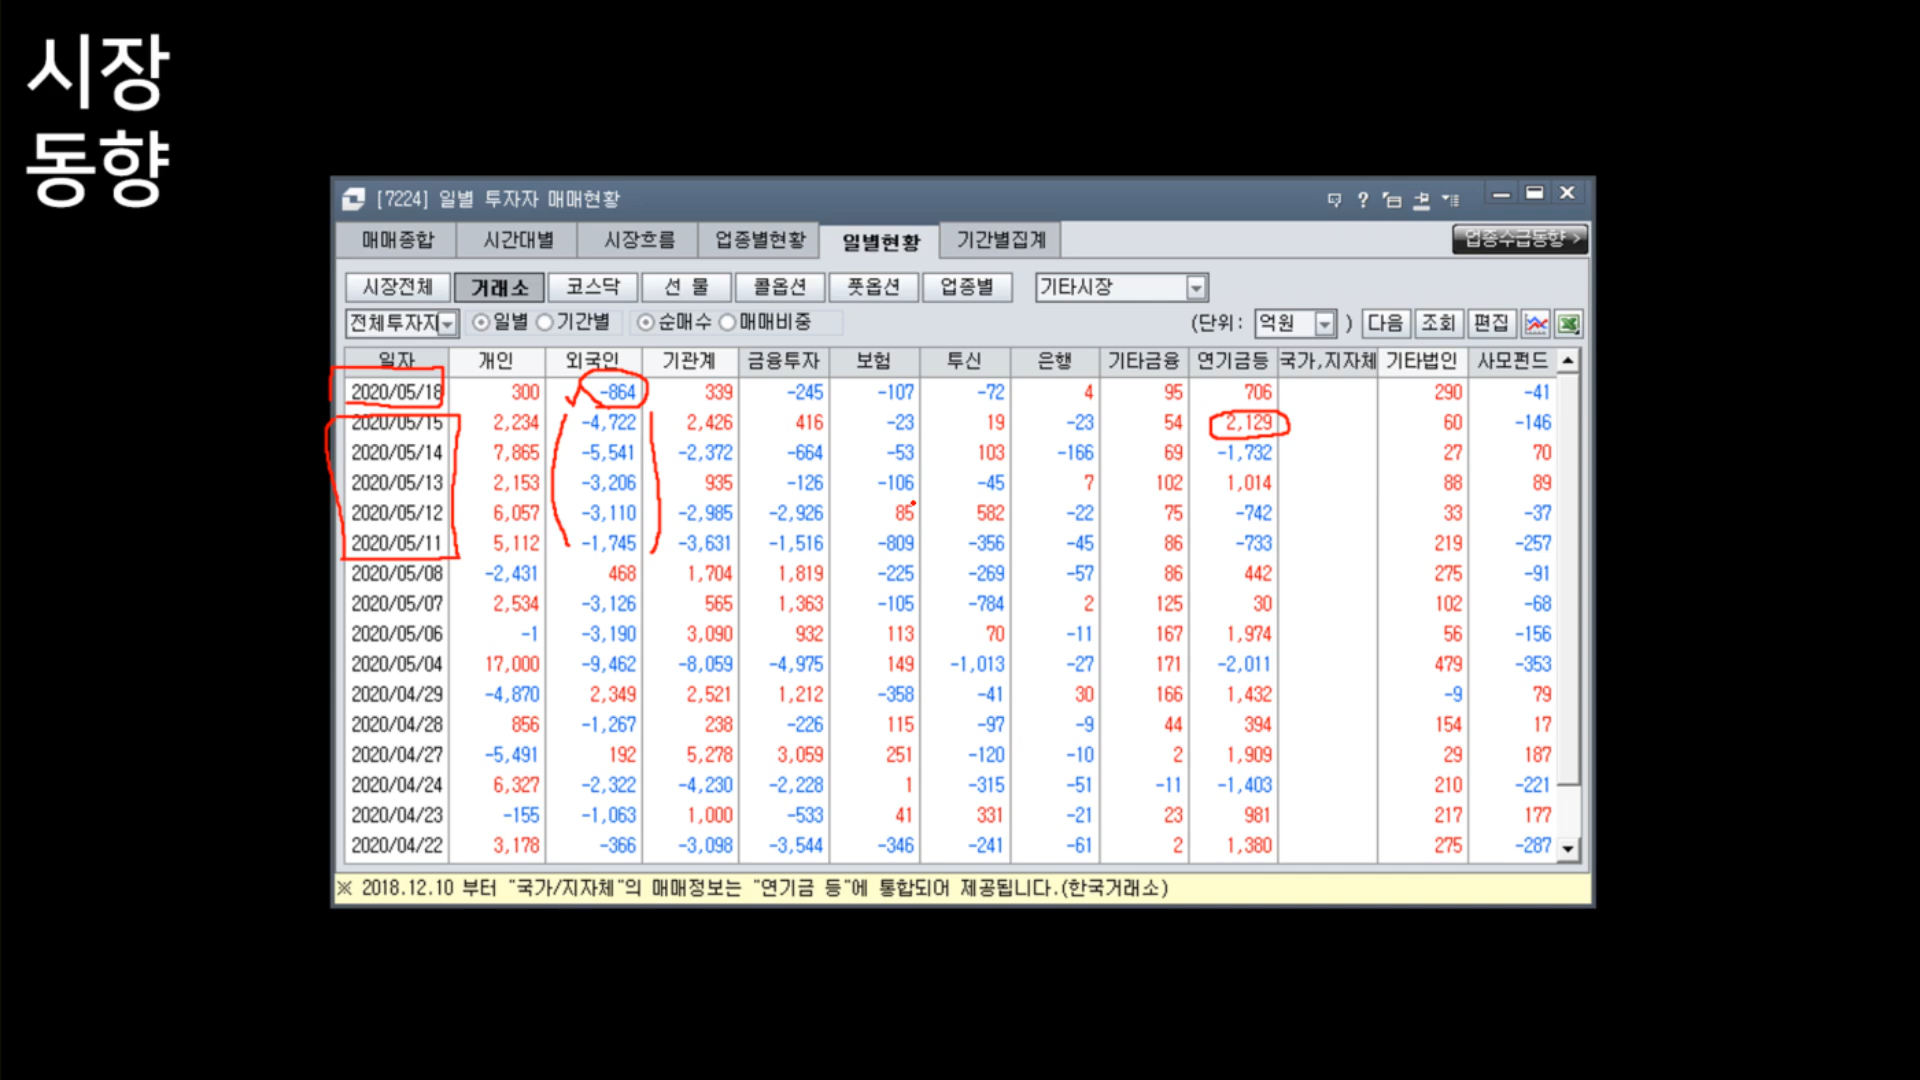 시장
동향
[7224] 일별 투자자 매매현황
매매종합 시간대별 시장흐름 업종별현황 일별현황 기간별집계 업종수급동향 >
시장전체 거래소 코스닥 선 물 콜옵션 풋옵션 업종별 기타시장
전체투자자 일별 기간별 순매수 매매비중 (단위: 억원 ) 다음 조회 편집
일자 개인 외국인 기관계 금융투자 보험 투신 은행 기타금융 연기금등 국가,지자체 기타법인 사모펀드
2020/05/18 300 -864 339 -245 -107 -72 4 95 706 290 -41
2020/05/15 2,234 -4,722 2,426 416 -23 19 -23 54 2,129 60 -146
2020/05/14 7,865 -5,541 -2,372 -664 -53 103 -166 69 -1,732 27 70
2020/05/13 2,153 -3,206 935 -126 -106 -45 7 102 1,014 88 89
2020/05/12 6,057 -3,110 -2,985 -2,926 85 582 -22 75 -742 33 -37
2020/05/11 5,112 -1,745 -3,631 -1,516 -809 -356 -45 86 -733 219 -257
2020/05/08 -2,431 468 1,704 1,819 -225 -269 -57 86 442 275 -91
2020/05/07 2,534 -3,126 565 1,363 -105 -784 2 125 30 102 -68
2020/05/06 -1 -3,190 3,090 932 113 70 -11 167 1,974 56 -156
2020/05/04 17,000 -9,462 -8,059 -4,975 149 -1,013 -27 171 -2,011 479 -353
2020/04/29 -4,870 2,349 2,521 1,212 -358 -41 30 166 1,432 -9 79
2020/04/28 856 -1,267 238 -226 115 -97 -9 44 394 154 17
2020/04/27 -5,491 192 5,278 3,059 251 -120 -10 2 1,909 29 187
2020/04/24 6,327 -2,322 -4,230 -2,228 1 -315 -51 -11 -1,403 210 -221
2020/04/23 -155 -1,063 1,000 -533 41 331 -21 23 981 217 177
2020/04/22 3,178 -366 -3,098 -3,544 -346 -241 -61 2 1,380 275 -287
※ 2018.12.10 부터 "국가/지자체"의 매매정보는 "연기금 등"에 통합되어 제공됩니다.(한국거래소)